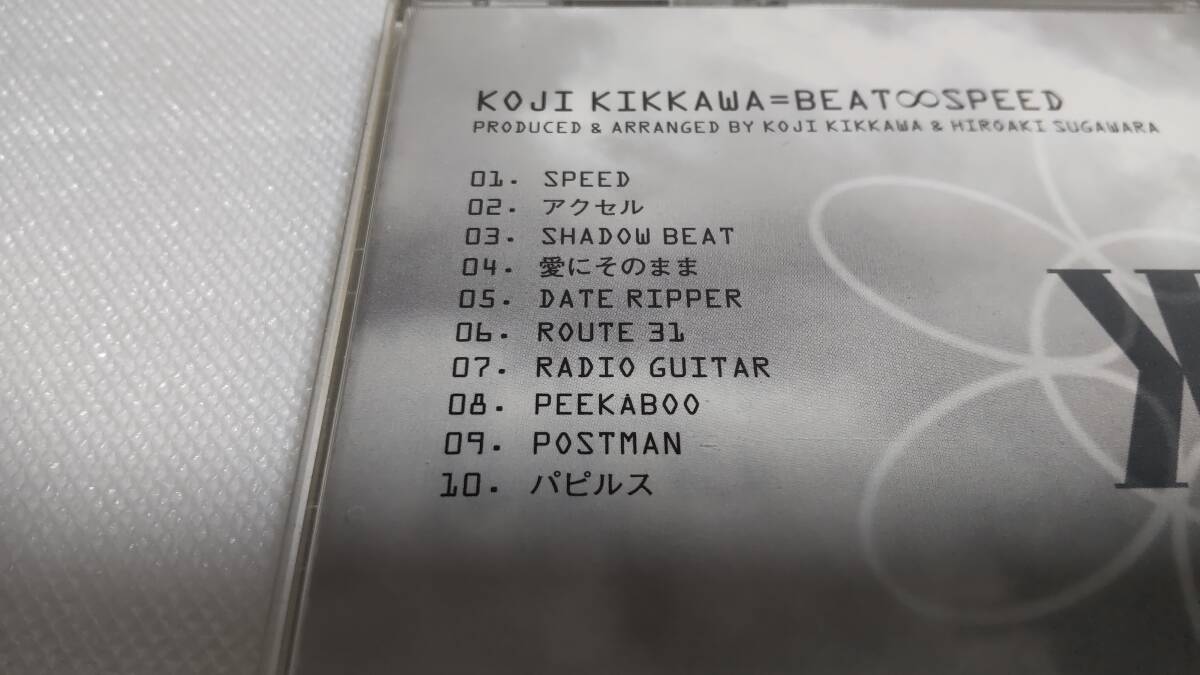 KOJI KIKKAWA=BEAT∞SPEED
PRODUCED & ARRANGED BY KOJI KIKKAWA & HIROAKI SUGAWARA
01. SPEED
02. アクセル
03. SHADOW BEAT
04. 愛にそのまま
05. DATE RIPPER
06. ROUTE 31
07. RADIO GUITAR
08. PEEKABOO
09. POSTMAN
10. パピルス